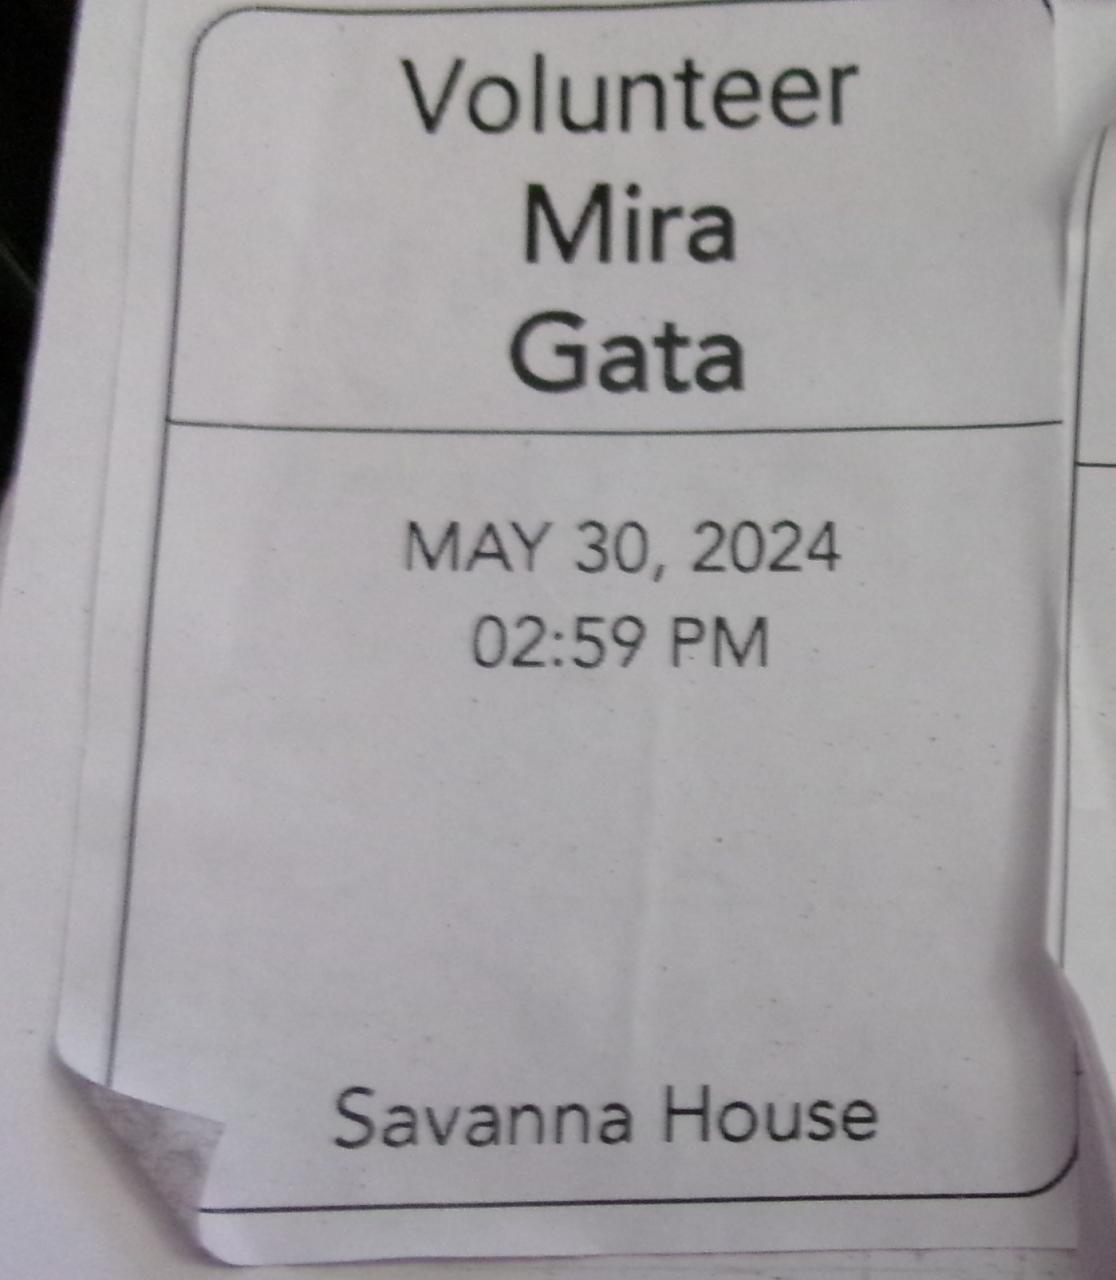 Volunteer
Mira
Gata
MAY 30, 2024
02:59 PM
Savanna House